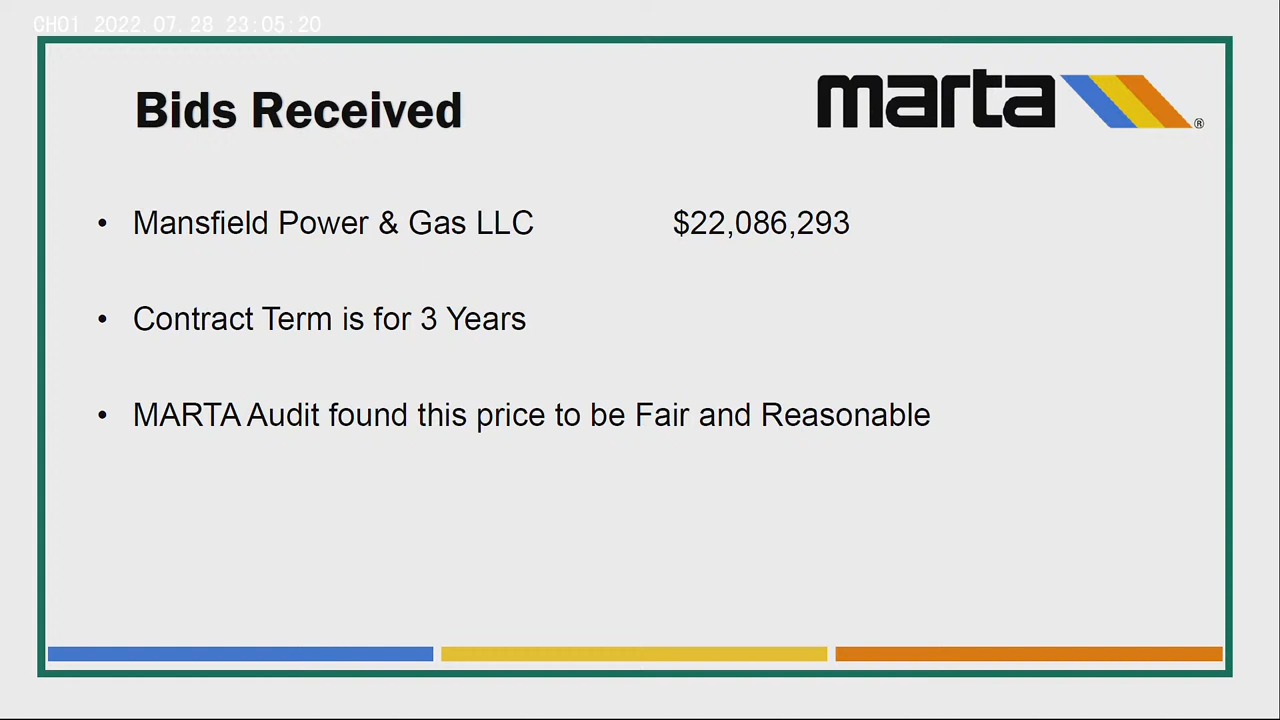 CH01 2022.07.28 23:05:20
Bids Received
marta ®
• Mansfield Power & Gas LLC $22,086,293
• Contract Term is for 3 Years
• MARTA Audit found this price to be Fair and Reasonable